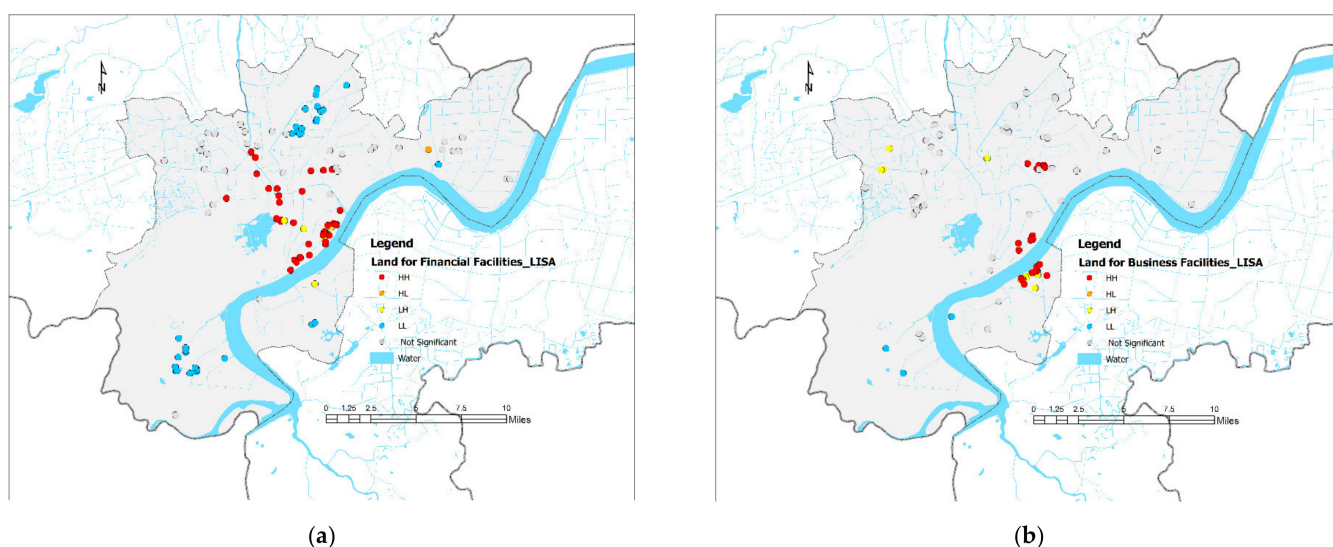 N
Legend
Land for Financial Facilities_LISA
HH
HL
LH
LL
Not Significant
Water
0 1.25 2.5 5 7.5 10
Miles
(a)
N
Legend
Land for Business Facilities_LISA
HH
HL
LH
LL
Not Significant
Water
0 1.25 2.5 5 7.5 10
Miles
(b)